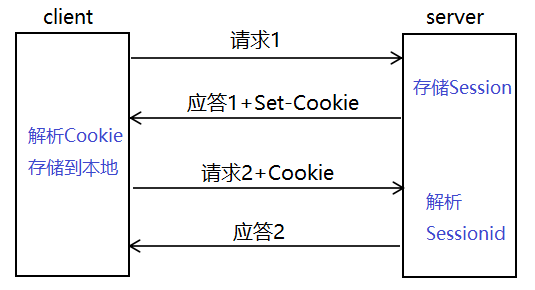 client
server
请求1
存储Session
应答1+Set-Cookie
解析Cookie
存储到本地
请求2+Cookie
解析
Sessionid
应答2